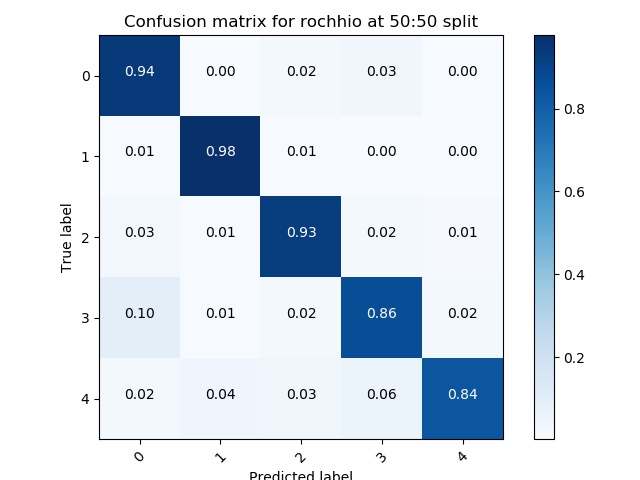 Confusion matrix for rochhio at 50:50 split
0 0.94 0.00 0.02 0.03 0.00
1 0.01 0.98 0.01 0.00 0.00
2 0.03 0.01 0.93 0.02 0.01
3 0.10 0.01 0.02 0.86 0.02
4 0.02 0.04 0.03 0.06 0.84
0 1 2 3 4
True label
Predicted label
0.8
0.6
0.4
0.2